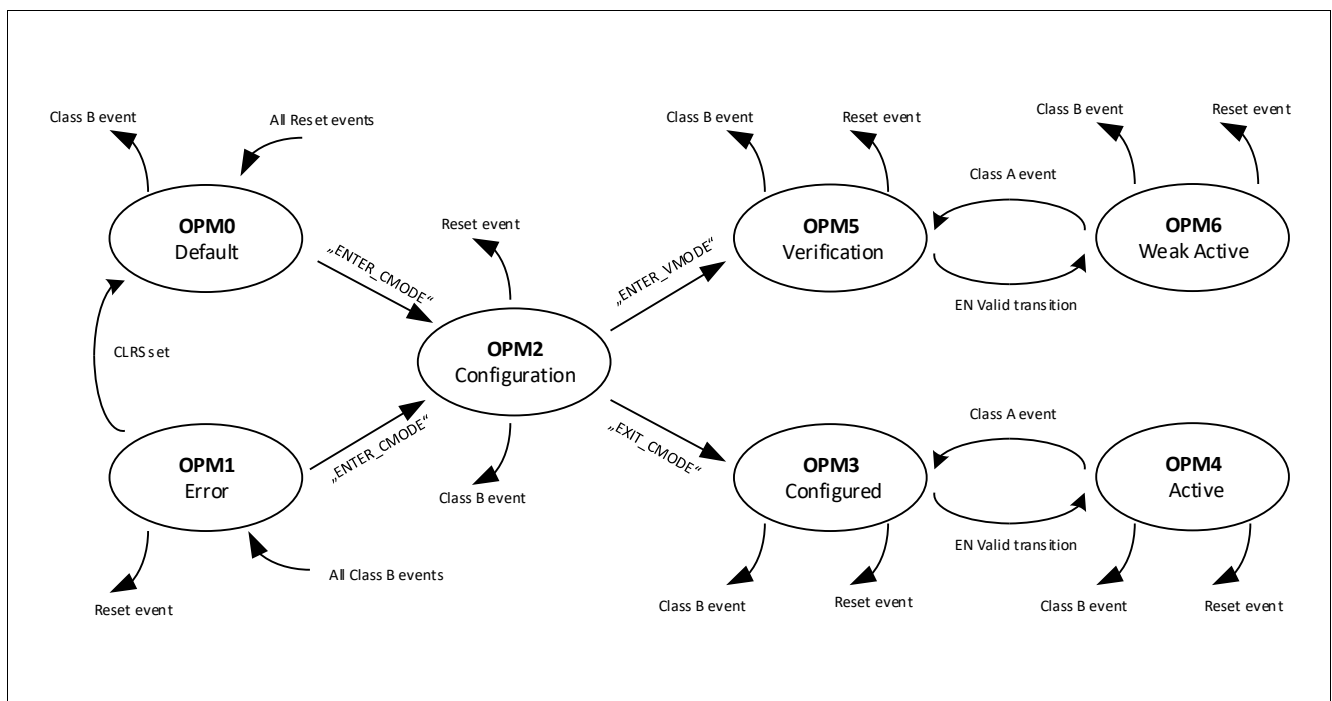 Class B event
All Reset events
OPM0
Default
„ENTER_CMODE“
CLRS set
OPM1
Error
„ENTER_CMODE“
Reset event
All Class B events
Reset event
OPM2
Configuration
Class B event
„ENTER_VMODE“
„EXIT_CMODE“
Class B event
Reset event
OPM5
Verification
Class A event
EN Valid transition
Class B event
Reset event
OPM6
Weak Active
OPM3
Configured
Class B event
Reset event
Class A event
EN Valid transition
OPM4
Active
Class B event
Reset event